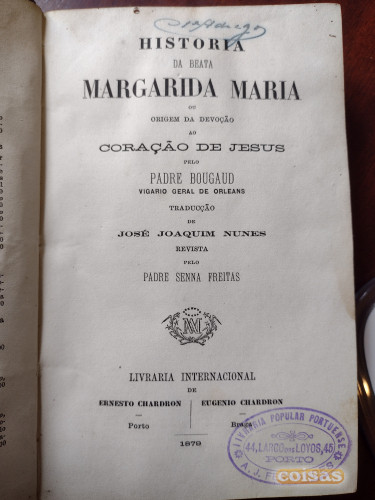 HISTORIA
DA BEATA
MARGARIDA MARIA
OU
ORIGEM DA DEVOÇÃO
AO
CORAÇÃO DE JESUS
PELO
PADRE BOUGAUD
VIGARIO GERAL DE ORLEANS
TRADUCÇÃO
DE
JOSÉ JOAQUIM NUNES
REVISTA
PELO
PADRE SENNA FREITAS
LIVRARIA INTERNACIONAL
DE
ERNESTO CHARDRON
Porto
EUGENIO CHARDRON
Braga
1879
LIVRARIA POPULAR PORTUENSE
44, LARGO DOS LOYOS, 45
PORTO
A. J.
coisas